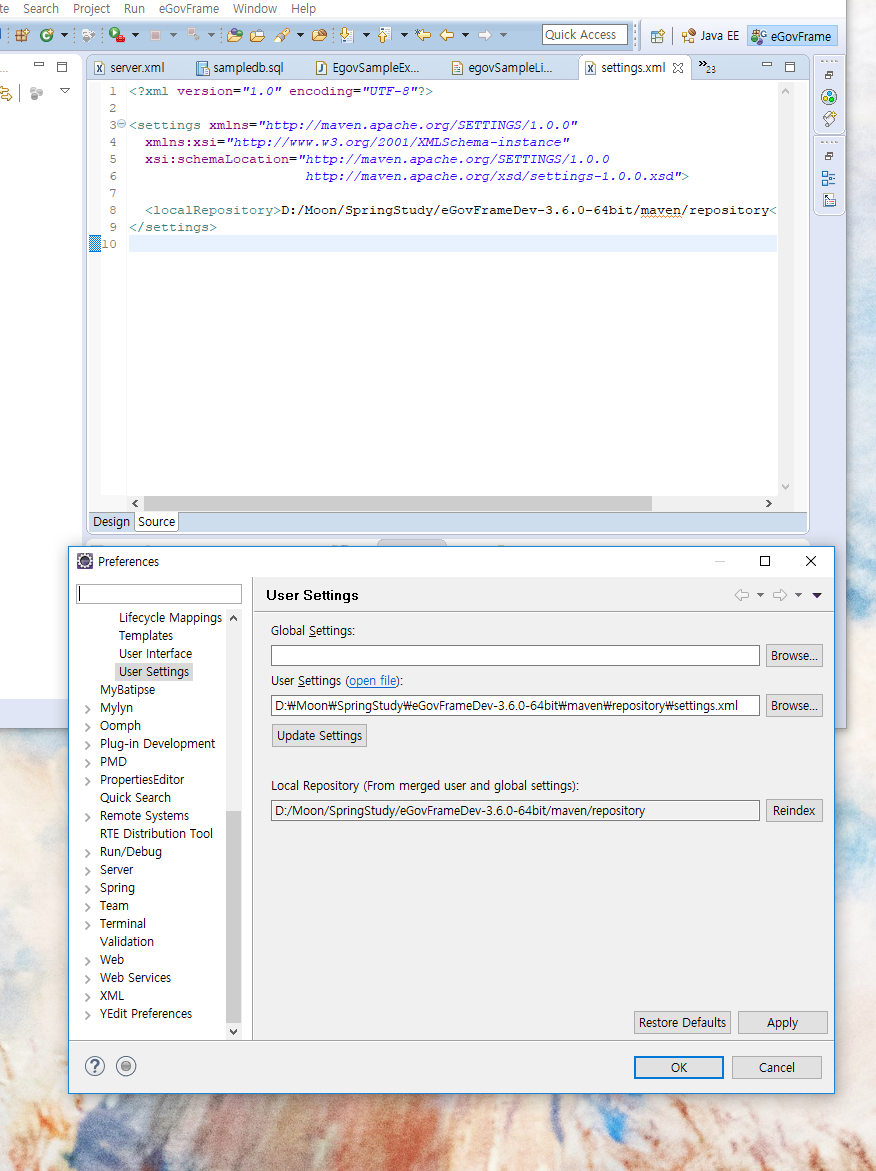 te Search Project Run eGovFrame Window Help
Quick Access Java EE eGovFrame
... server.xml sampledb.sql EgovSampleEx... egovSampleLi... settings.xml »23
1 <?xml version="1.0" encoding="UTF-8"?>
2
3 <settings xmlns="http://maven.apache.org/SETTINGS/1.0.0"
4 xmlns:xsi="http://www.w3.org/2001/XMLSchema-instance"
5 xsi:schemaLocation="http://maven.apache.org/SETTINGS/1.0.0
6 http://maven.apache.org/xsd/settings-1.0.0.xsd">
7
8 <localRepository>D:/Moon/SpringStudy/eGovFrameDev-3.6.0-64bit/maven/repository<
9 </settings>
10
Design Source
Preferences
User Settings
Lifecycle Mappings
Templates
User Interface
User Settings
MyBatipse
Mylyn
Oomph
Plug-in Development
PMD
PropertiesEditor
Quick Search
Remote Systems
RTE Distribution Tool
Run/Debug
Server
Spring
Team
Terminal
Validation
Web
Web Services
XML
YEdit Preferences
Global Settings:
Browse...
User Settings (open file):
D:₩Moon₩SpringStudy₩eGovFrameDev-3.6.0-64bit₩maven₩repository₩settings.xml Browse...
Update Settings
Local Repository (From merged user and global settings):
D:/Moon/SpringStudy/eGovFrameDev-3.6.0-64bit/maven/repository Reindex
Restore Defaults Apply
OK Cancel